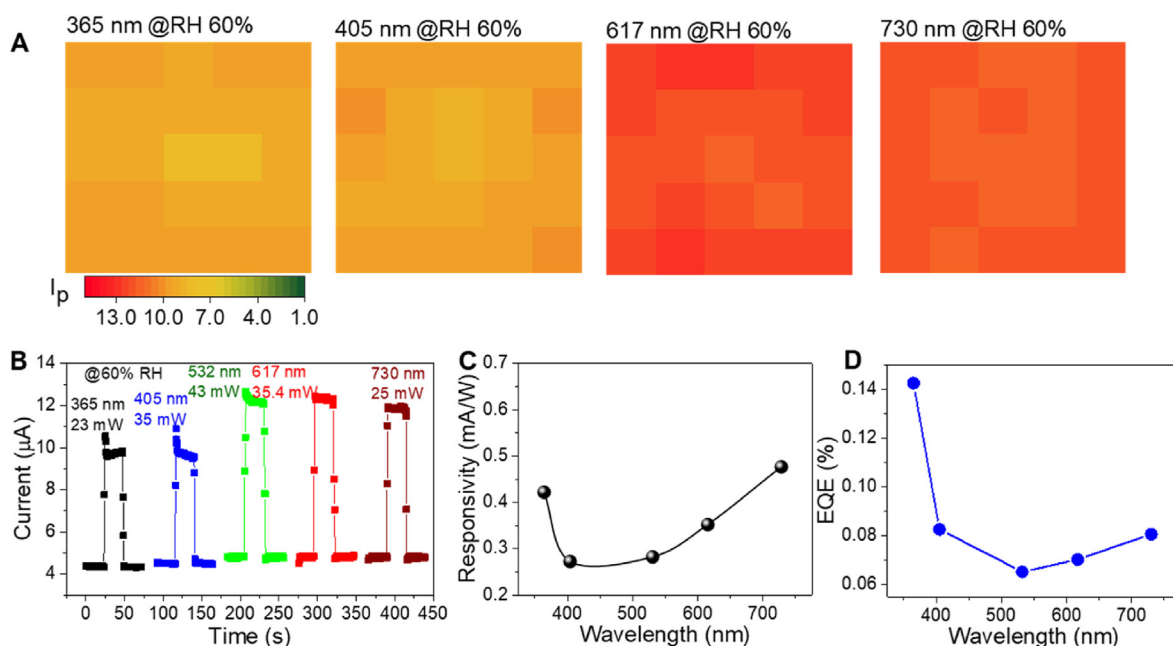 A
365 nm @RH 60%
405 nm @RH 60%
617 nm @RH 60%
730 nm @RH 60%
Ip
13.0 10.0 7.0 4.0 1.0
B
@60% RH
365 nm
23 mW
405 nm
35 mW
532 nm
43 mW
617 nm
35.4 mW
730 nm
25 mW
Current (μA)
14
12
10
8
6
4
0 50 100 150 200 250 300 350 400 450
Time (s)
C
Responsivity (mA/W)
0.7
0.6
0.5
0.4
0.3
0.2
400 500 600 700
Wavelength (nm)
D
EQE (%)
0.14
0.12
0.10
0.08
0.06
400 500 600 700
Wavelength (nm)